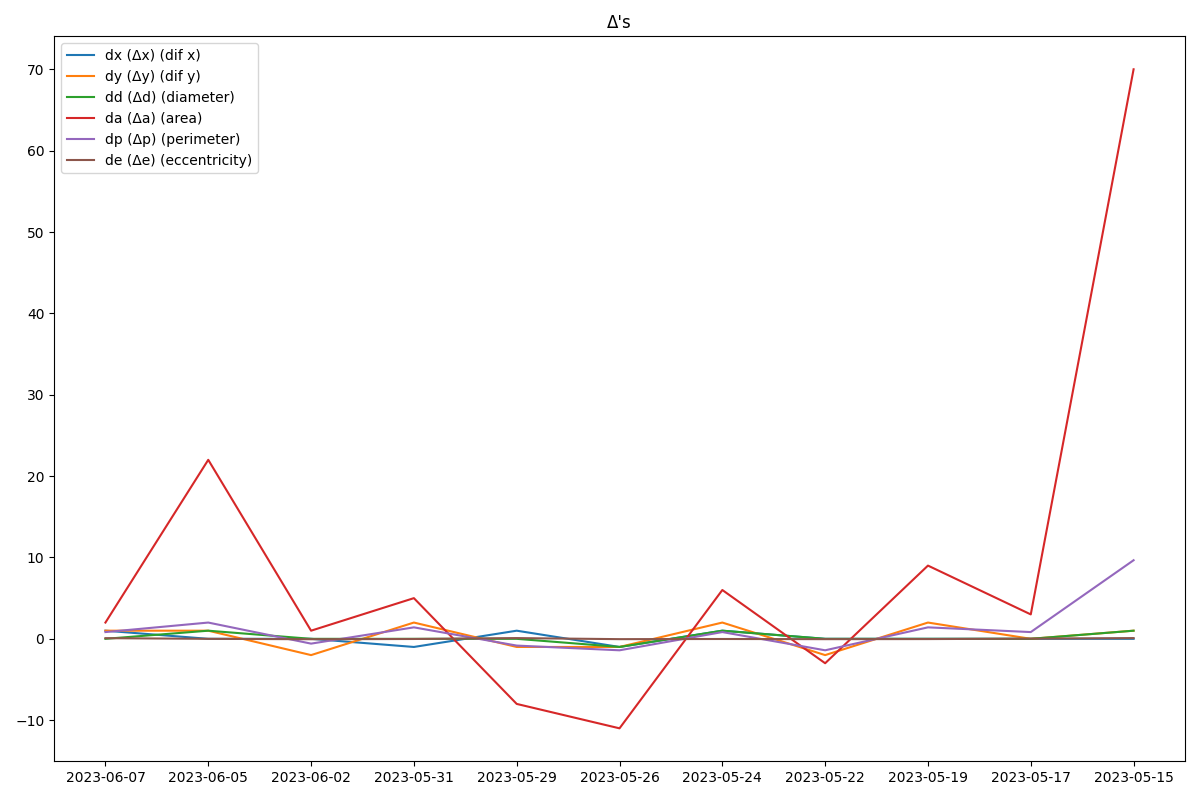 Δ's
dx (Δx) (dif x)
dy (Δy) (dif y)
dd (Δd) (diameter)
da (Δa) (area)
dp (Δp) (perimeter)
de (Δe) (eccentricity)
70
60
50
40
30
20
10
0
−10
2023-06-07 2023-06-05 2023-06-02 2023-05-31 2023-05-29 2023-05-26 2023-05-24 2023-05-22 2023-05-19 2023-05-17 2023-05-15